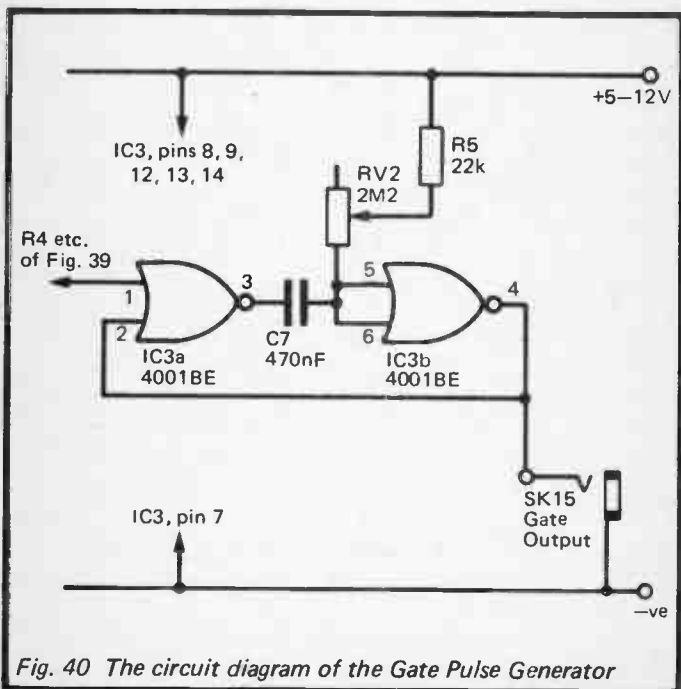 +5–12V
IC3, pins 8, 9,
12, 13, 14
R5
22k
RV2
2M2
R4 etc.
of Fig. 39
1
2
3
5
6
4
IC3a
4001BE
C7
470nF
IC3b
4001BE
SK15
Gate
Output
IC3, pin 7
–ve
Fig. 40 The circuit diagram of the Gate Pulse Generator